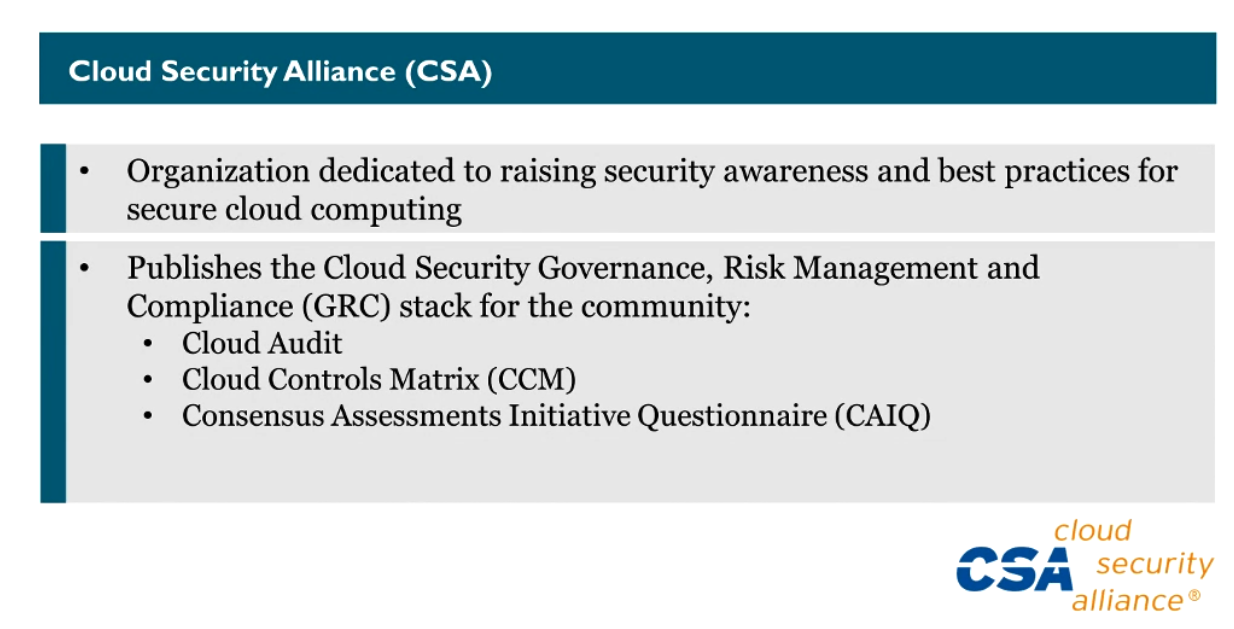 Cloud Security Alliance (CSA)
• Organization dedicated to raising security awareness and best practices for
secure cloud computing
• Publishes the Cloud Security Governance, Risk Management and
Compliance (GRC) stack for the community:
• Cloud Audit
• Cloud Controls Matrix (CCM)
• Consensus Assessments Initiative Questionnaire (CAIQ)
cloud
CSA security
alliance®